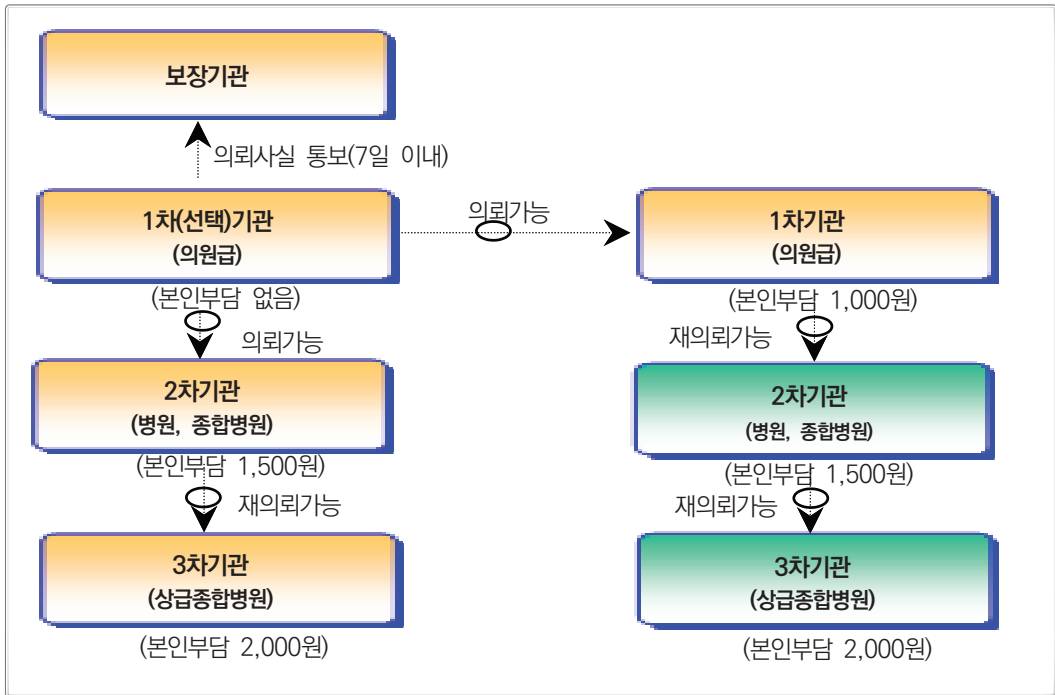 보장기관
의뢰사실 통보(7일 이내)
1차(선택)기관
(의원급)
(본인부담 없음)
의뢰가능
1차기관
(의원급)
(본인부담 1,000원)
의뢰가능
재의뢰가능
2차기관
(병원, 종합병원)
(본인부담 1,500원)
2차기관
(병원, 종합병원)
(본인부담 1,500원)
재의뢰가능
재의뢰가능
3차기관
(상급종합병원)
(본인부담 2,000원)
3차기관
(상급종합병원)
(본인부담 2,000원)